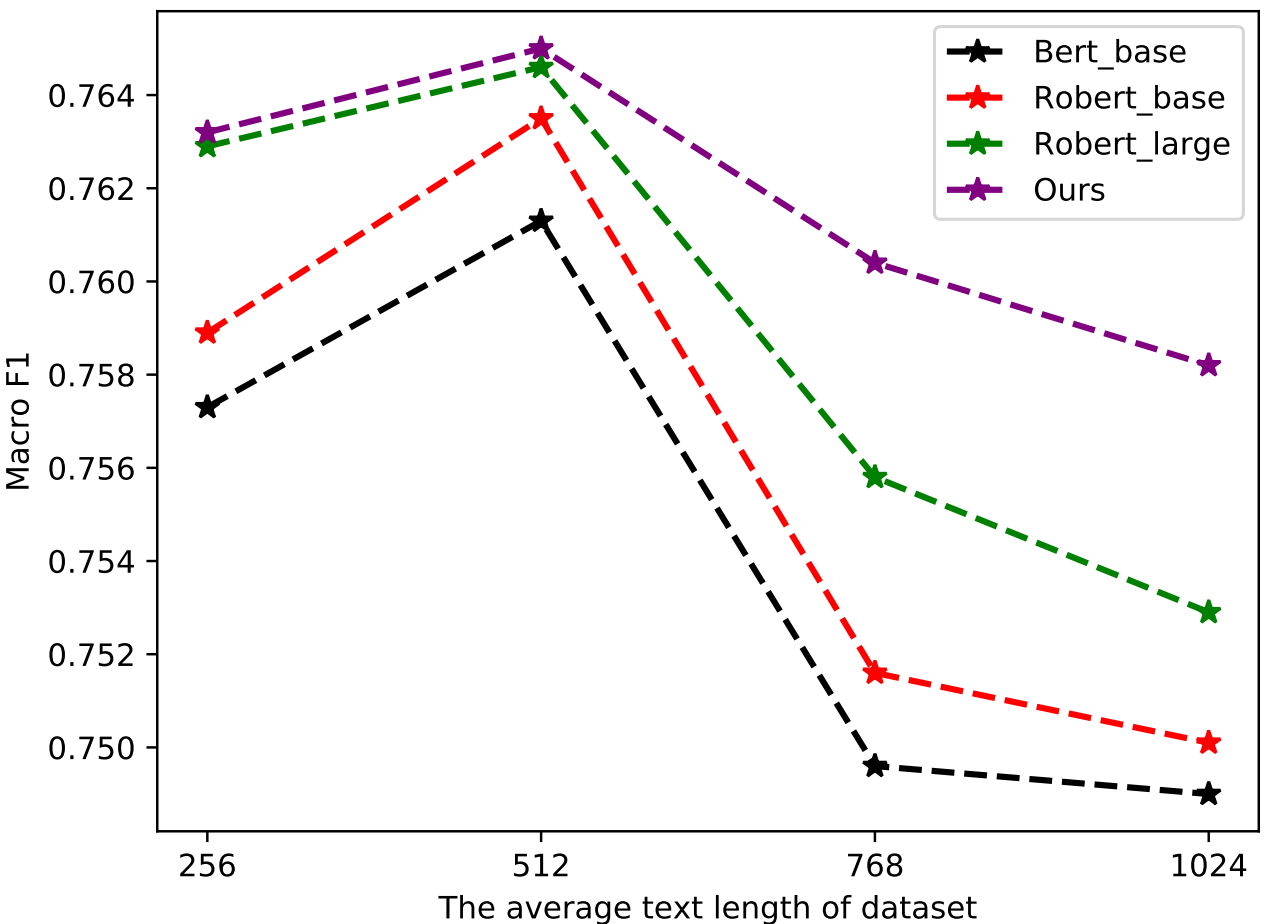 Bert_base
Robert_base
Robert_large
Ours
0.764
0.762
0.760
0.758
0.756
0.754
0.752
0.750
Macro F1
256 512 768 1024
The average text length of dataset